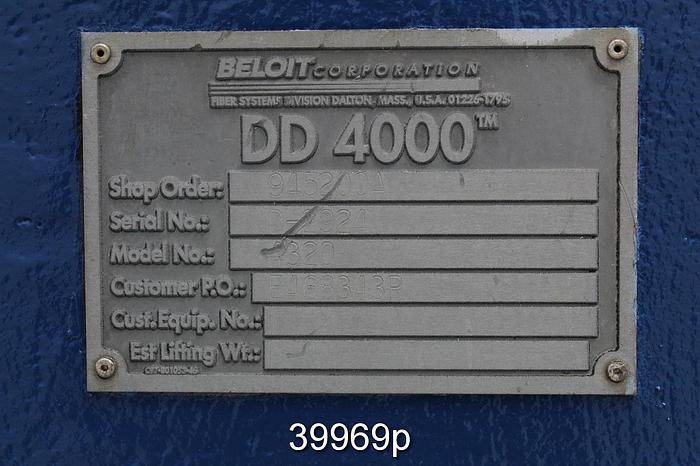 BELOIT CORPORATION
FIBER SYSTEMS DIVISION DALTON, MASS., U.S.A. 01226-1795
DD 4000™
Shop Order:
Serial No.:
Model No.:
Customer P.O.:
Cust. Equip. No.:
Est Lifting Wt.:
39969p